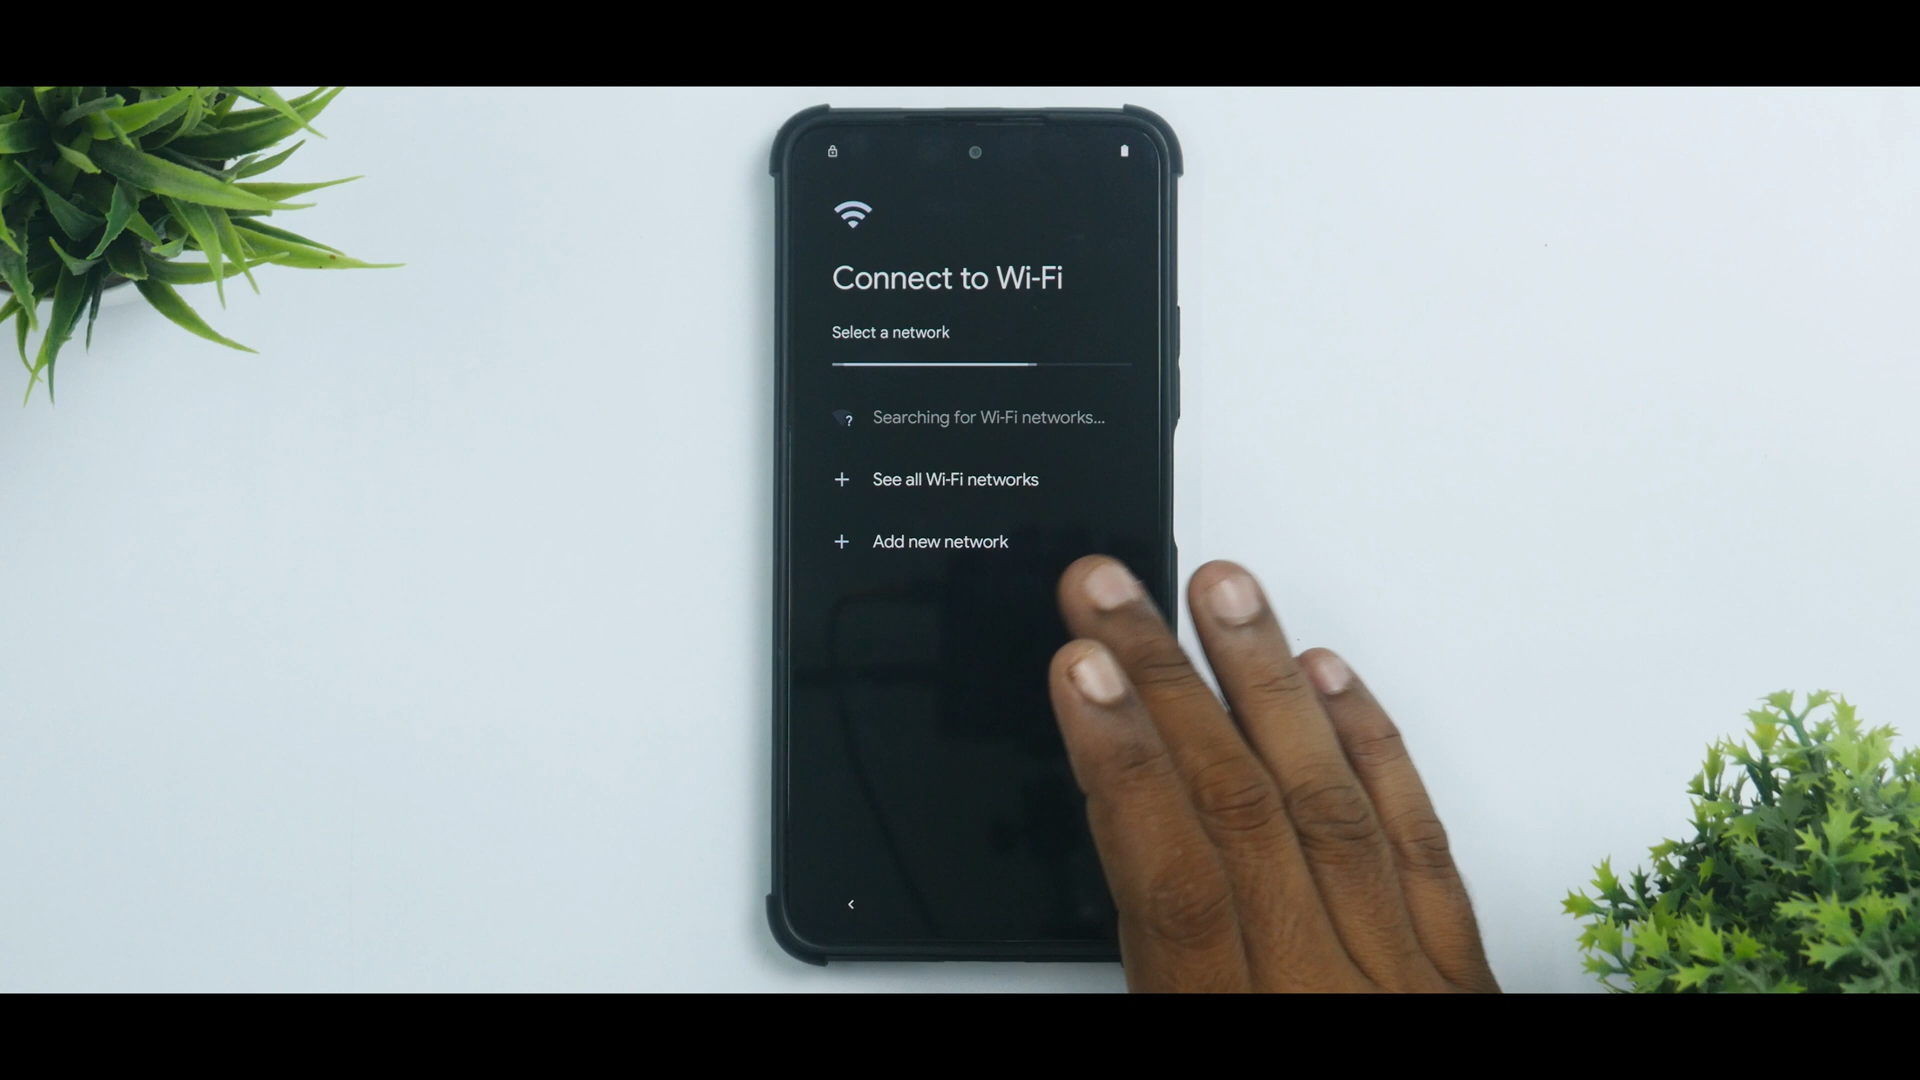 Connect to Wi-Fi
Select a network
? Searching for Wi-Fi networks...
+ See all Wi-Fi networks
+ Add new network